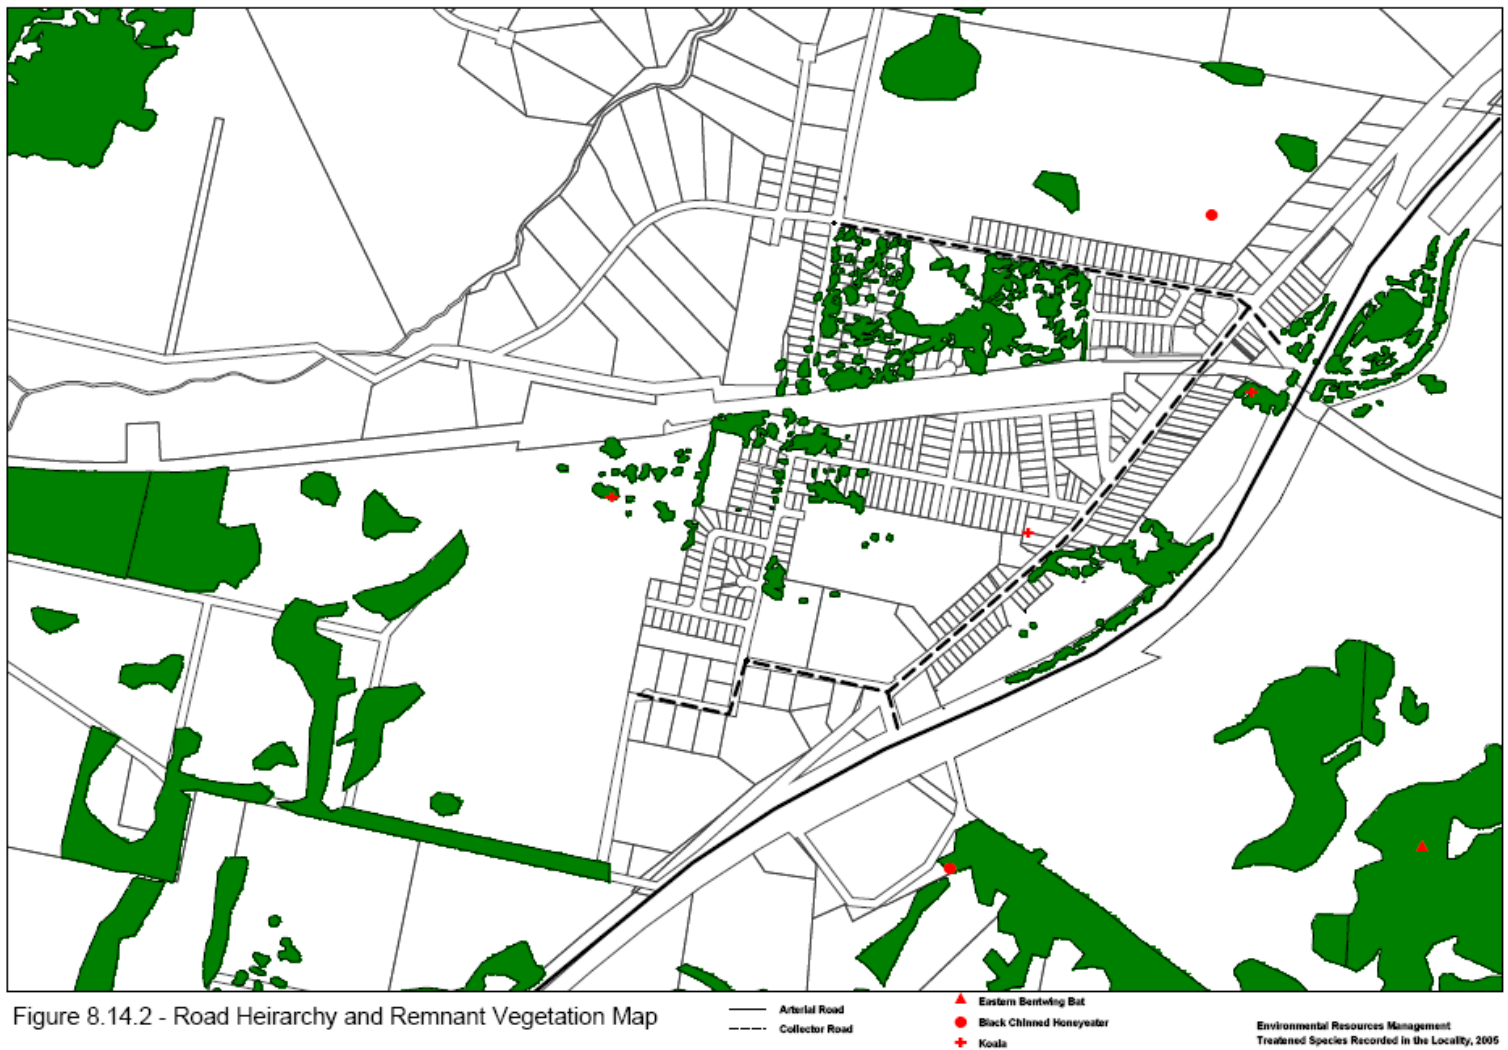 Figure 8.14.2 - Road Heirarchy and Remnant Vegetation Map
Arterial Road
Collector Road
Eastern Bentwing Bat
Black Chinned Honeyeater
Koala
Environmental Resources Management
Treatened Species Recorded in the Locality, 2005